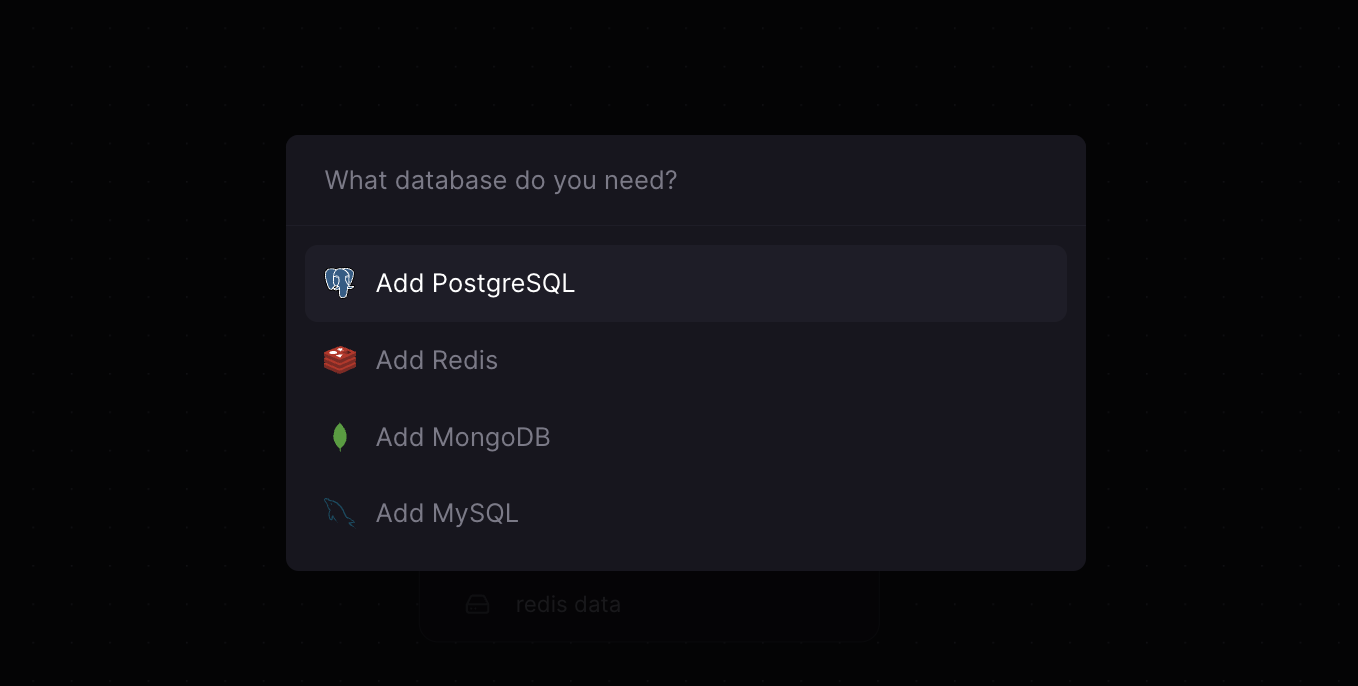 What database do you need?
Add PostgreSQL
Add Redis
Add MongoDB
Add MySQL
redis data